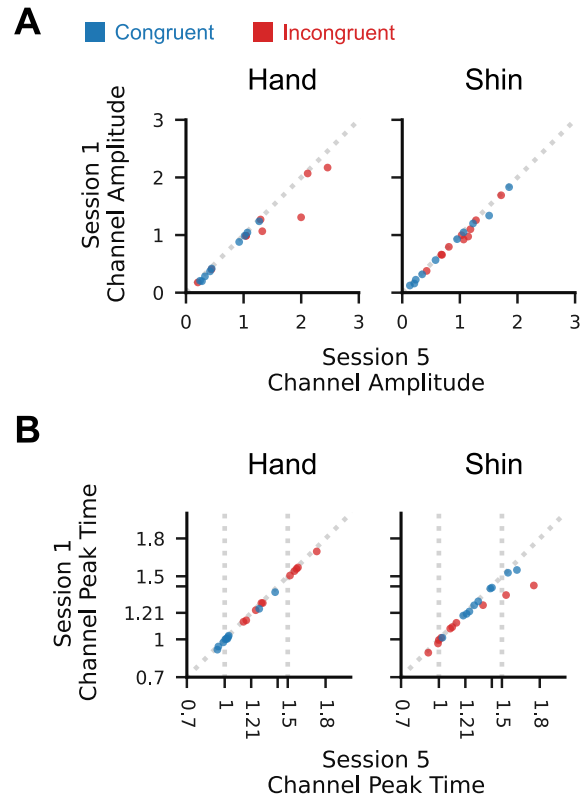 A
Congruent Incongruent
Hand Shin
Session 1
Channel Amplitude
3
2
1
0
0 1 2 3 0 1 2 3
Session 5
Channel Amplitude
B
Hand Shin
Session 1
Channel Peak Time
1.8
1.5
1.21
1
0.7
0.7 1 1.21 1.5 1.8 0.7 1 1.21 1.5 1.8
Session 5
Channel Peak Time